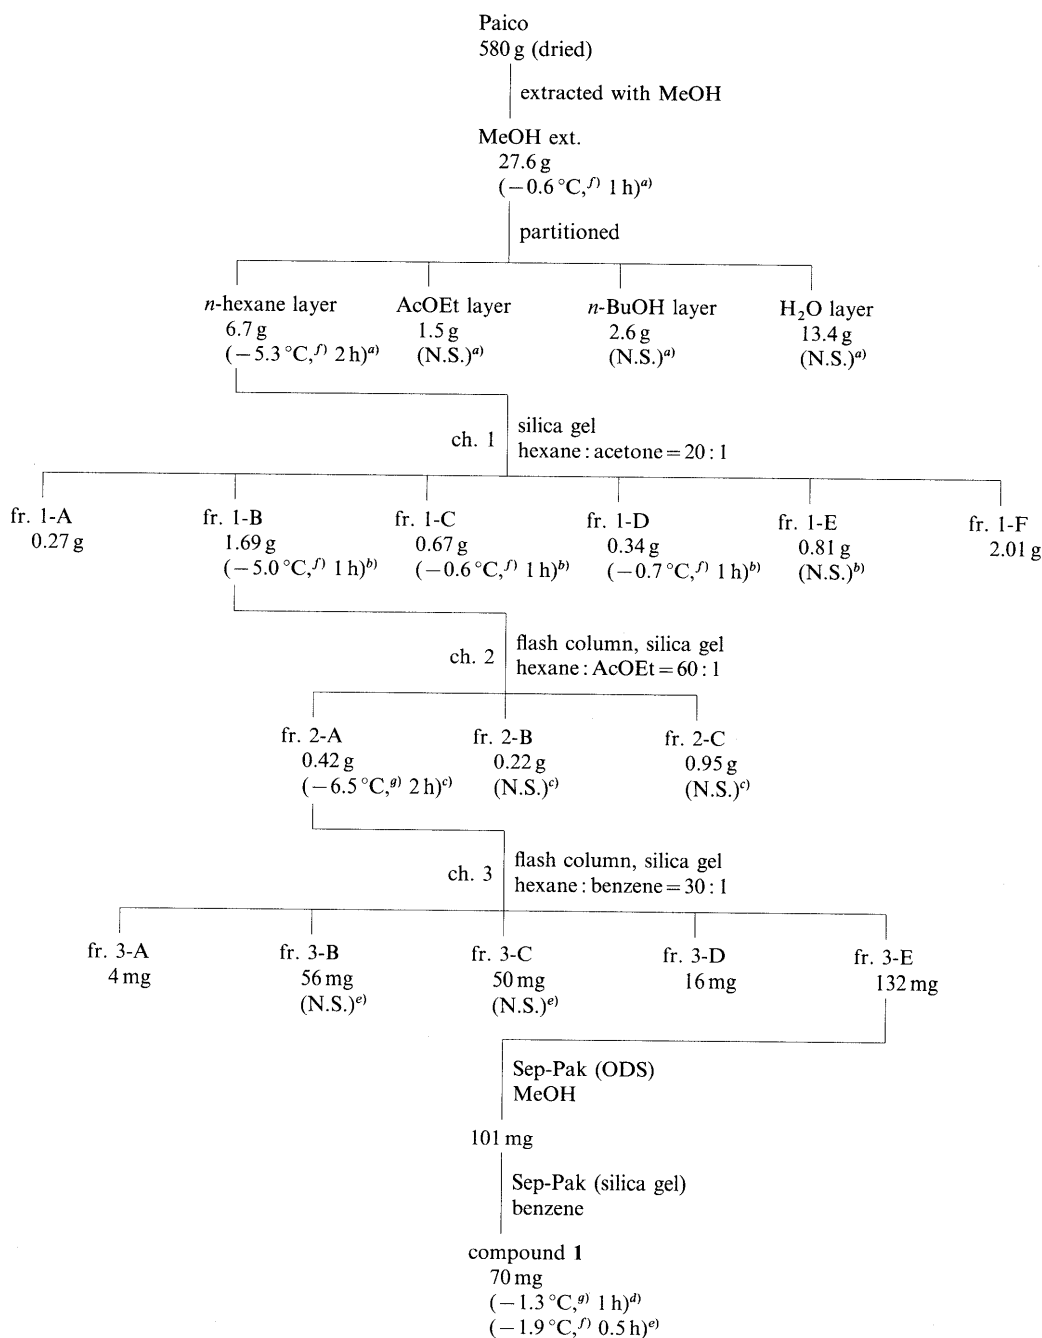 Paico
580 g (dried)
extracted with MeOH
MeOH ext.
27.6 g
(−0.6 °C,f) 1 h)a)
partitioned
n-hexane layer
6.7 g
(−5.3 °C,f) 2 h)a)
AcOEt layer
1.5 g
(N.S.)a)
n-BuOH layer
2.6 g
(N.S.)a)
H2O layer
13.4 g
(N.S.)a)
ch. 1
silica gel
hexane : acetone = 20 : 1
fr. 1-A
0.27 g
fr. 1-B
1.69 g
(−5.0 °C,f) 1 h)b)
fr. 1-C
0.67 g
(−0.6 °C,f) 1 h)b)
fr. 1-D
0.34 g
(−0.7 °C,f) 1 h)b)
fr. 1-E
0.81 g
(N.S.)b)
fr. 1-F
2.01 g
ch. 2
flash column, silica gel
hexane : AcOEt = 60 : 1
fr. 2-A
0.42 g
(−6.5 °C,g) 2 h)c)
fr. 2-B
0.22 g
(N.S.)c)
fr. 2-C
0.95 g
(N.S.)c)
ch. 3
flash column, silica gel
hexane : benzene = 30 : 1
fr. 3-A
4 mg
fr. 3-B
56 mg
(N.S.)e)
fr. 3-C
50 mg
(N.S.)e)
fr. 3-D
16 mg
fr. 3-E
132 mg
Sep-Pak (ODS)
MeOH
101 mg
Sep-Pak (silica gel)
benzene
compound 1
70 mg
(−1.3 °C,g) 1 h)d)
(−1.9 °C,f) 0.5 h)e)